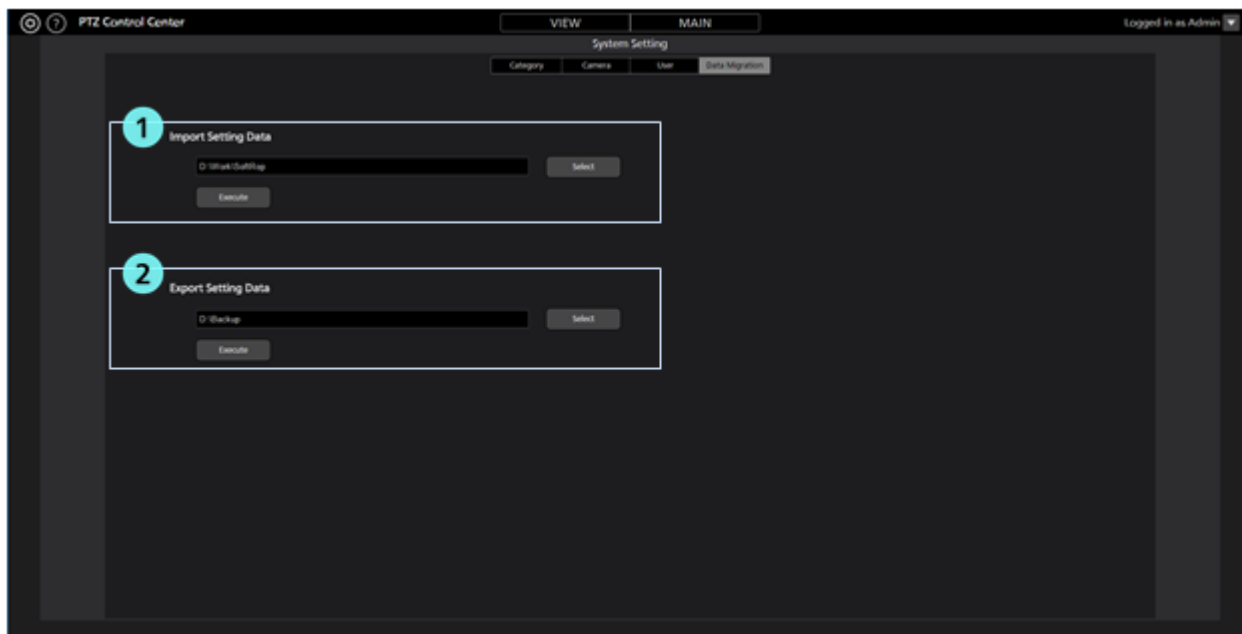 ? PTZ Control Center VIEW MAIN Logged in as Admin
System Setting
Category Camera User Data Migration
1
Import Setting Data
Select
Execute
2
Export Setting Data
D:\Backup Select
Execute